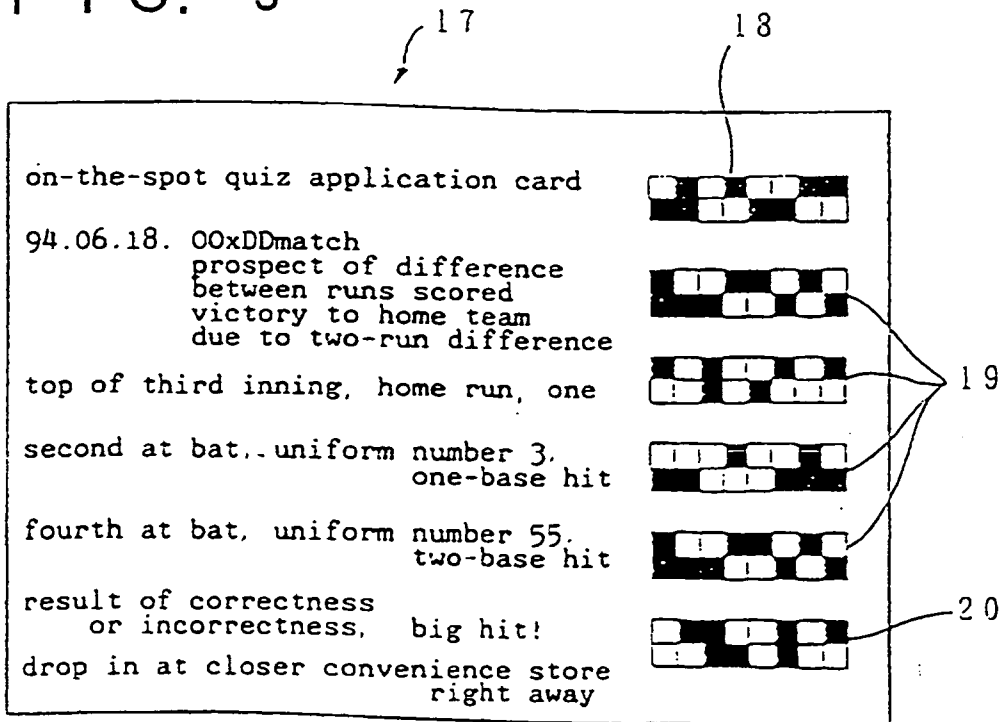 FIG. 3
17
18
on-the-spot quiz application card
94.06.18. OOxDDmatch
prospect of difference
between runs scored
victory to home team
due to two-run difference
top of third inning, home run, one
19
second at bat, uniform number 3.
one-base hit
fourth at bat, uniform number 55.
two-base hit
result of correctness
or incorrectness, big hit!
20
drop in at closer convenience store
right away